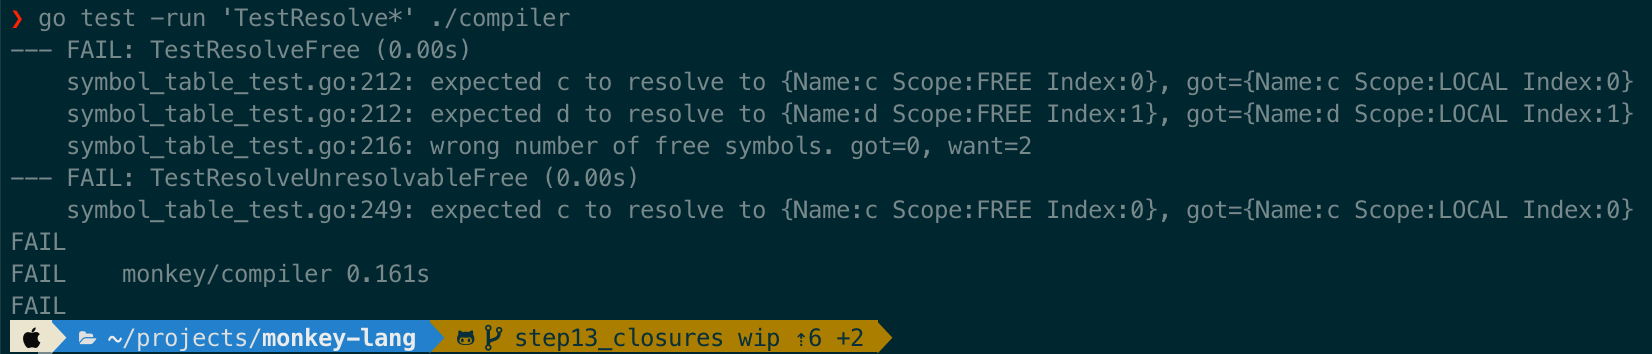 ❯ go test -run 'TestResolve*' ./compiler
--- FAIL: TestResolveFree (0.00s)
    symbol_table_test.go:212: expected c to resolve to {Name:c Scope:FREE Index:0}, got={Name:c Scope:LOCAL Index:0}
    symbol_table_test.go:212: expected d to resolve to {Name:d Scope:FREE Index:1}, got={Name:d Scope:LOCAL Index:1}
    symbol_table_test.go:216: wrong number of free symbols. got=0, want=2
--- FAIL: TestResolveUnresolvableFree (0.00s)
    symbol_table_test.go:249: expected c to resolve to {Name:c Scope:FREE Index:0}, got={Name:c Scope:LOCAL Index:0}
FAIL
FAIL    monkey/compiler 0.161s
FAIL
~/projects/monkey-lang step13_closures wip ⇡6 +2